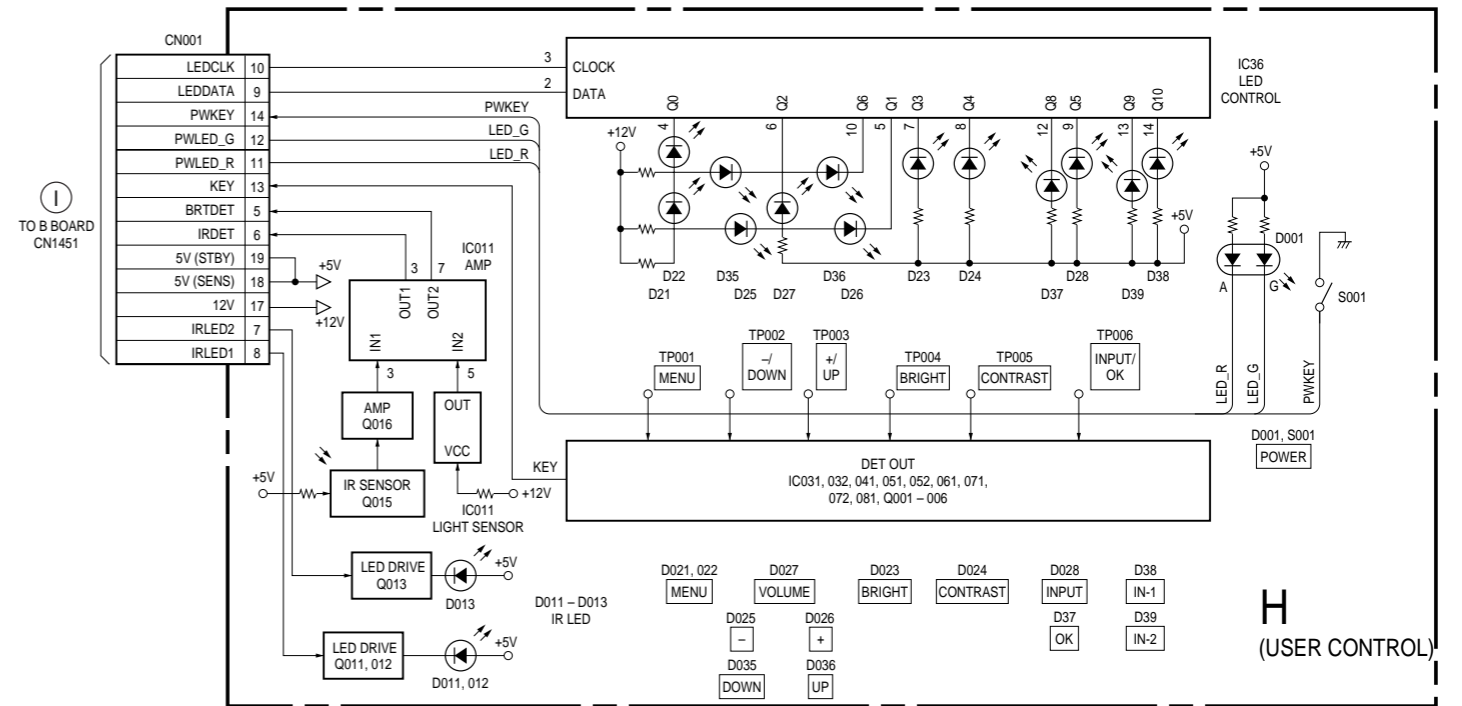 CN001
LEDCLK 10
LEDDATA 9
PWKEY 14
PWLED_G 12
PWLED_R 11
KEY 13
BRTDET 5
IRDET 6
5V (STBY) 19
5V (SENS) 18
12V 17
IRLED2 7
IRLED1 8
I
TO B BOARD
CN1451
PWKEY
LED_G
LED_R
3 CLOCK
2 DATA
IC36
LED
CONTROL
Q0 Q2 Q6 Q1 Q3 Q4 Q8 Q5 Q9 Q10
4 6 10 5 7 8 12 9 13 14
+12V
+5V
+5V
D22 D35 D36 D23 D24 D28 D38
D21 D25 D27 D26 D37 D39
D001
A G
S001
LED_R
LED_G
PWKEY
D001, S001
POWER
+5V
+12V
IC011
AMP
3 7
OUT1
OUT2
IN1
IN2
3 5
AMP
Q016
OUT
VCC
+5V
IR SENSOR
Q015
+12V
IC011
LIGHT SENSOR
TP001
MENU
TP002
–/
DOWN
TP003
+/
UP
TP004
BRIGHT
TP005
CONTRAST
TP006
INPUT/
OK
KEY
DET OUT
IC031, 032, 041, 051, 052, 061, 071,
072, 081, Q001 – 006
LED DRIVE
Q013
+5V
D013
D011 – D013
IR LED
LED DRIVE
Q011, 012
+5V
D011, 012
D021, 022
MENU
D027
VOLUME
D023
BRIGHT
D024
CONTRAST
D028
INPUT
D38
IN-1
D025
–
D026
+
D37
OK
D39
IN-2
D035
DOWN
D036
UP
H
(USER CONTROL)